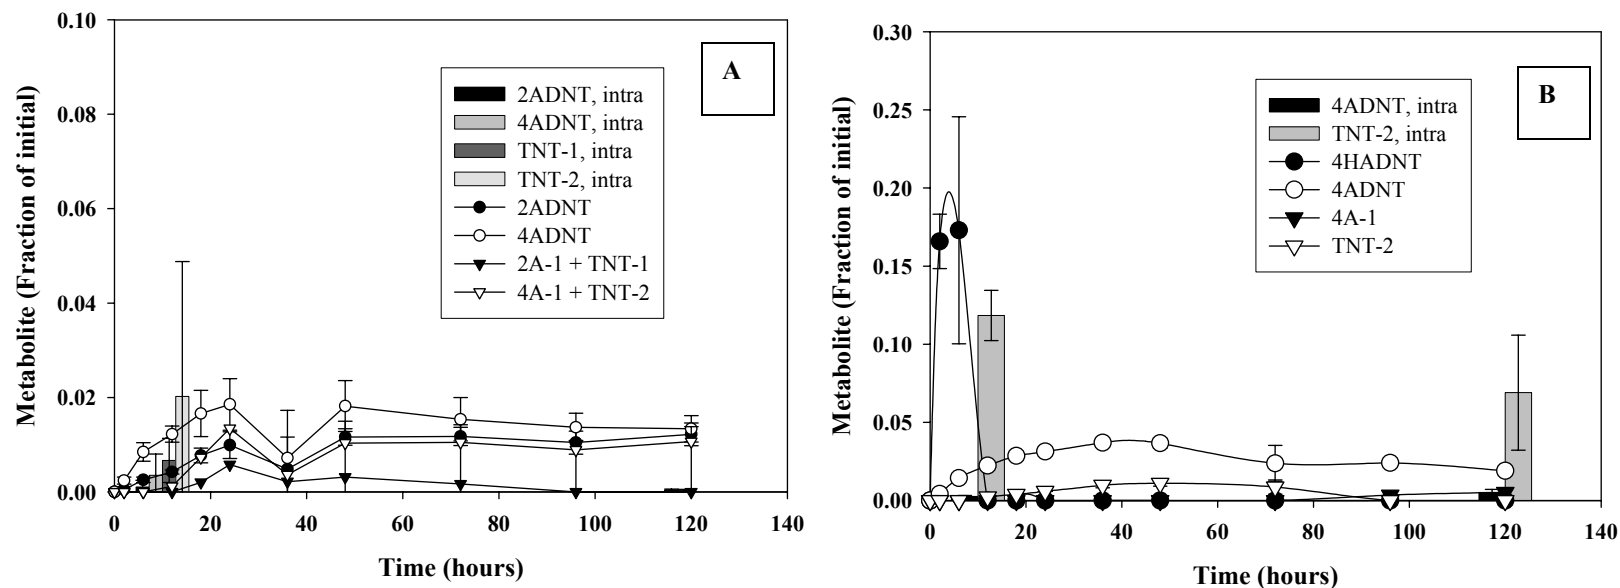 Metabolite (Fraction of initial)
0.10
0.08
0.06
0.04
0.02
0.00
A
2ADNT, intra
4ADNT, intra
TNT-1, intra
TNT-2, intra
2ADNT
4ADNT
2A-1 + TNT-1
4A-1 + TNT-2
0 20 40 60 80 100 120 140
Time (hours)
Metabolite (Fraction of initial)
0.30
0.25
0.20
0.15
0.10
0.05
0.00
B
4ADNT, intra
TNT-2, intra
4HADNT
4ADNT
4A-1
TNT-2
0 20 40 60 80 100 120 140
Time (hours)